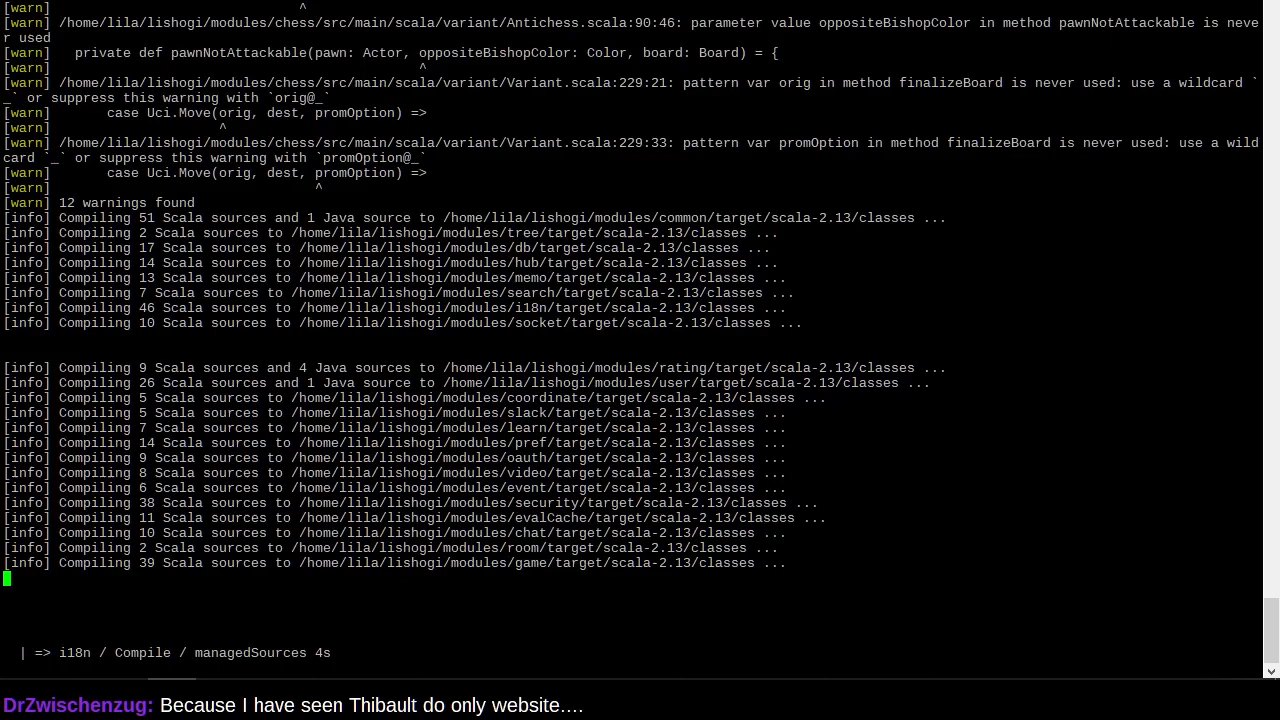 [warn]                               ^
[warn] /home/lila/lishogi/modules/chess/src/main/scala/variant/Antichess.scala:90:46: parameter value oppositeBishopColor in method pawnNotAttackable is neve
r used
[warn]   private def pawnNotAttackable(pawn: Actor, oppositeBishopColor: Color, board: Board) = {
[warn]                                              ^
[warn] /home/lila/lishogi/modules/chess/src/main/scala/variant/Variant.scala:229:21: pattern var orig in method finalizeBoard is never used: use a wildcard `
_` or suppress this warning with `orig@_`
[warn]       case Uci.Move(orig, dest, promOption) =>
[warn]                     ^
[warn] /home/lila/lishogi/modules/chess/src/main/scala/variant/Variant.scala:229:33: pattern var promOption in method finalizeBoard is never used: use a wild
card `_` or suppress this warning with `promOption@_`
[warn]       case Uci.Move(orig, dest, promOption) =>
[warn]                                 ^
[warn] 12 warnings found
[info] Compiling 51 Scala sources and 1 Java source to /home/lila/lishogi/modules/common/target/scala-2.13/classes ...
[info] Compiling 2 Scala sources to /home/lila/lishogi/modules/tree/target/scala-2.13/classes ...
[info] Compiling 17 Scala sources to /home/lila/lishogi/modules/db/target/scala-2.13/classes ...
[info] Compiling 14 Scala sources to /home/lila/lishogi/modules/hub/target/scala-2.13/classes ...
[info] Compiling 13 Scala sources to /home/lila/lishogi/modules/memo/target/scala-2.13/classes ...
[info] Compiling 7 Scala sources to /home/lila/lishogi/modules/search/target/scala-2.13/classes ...
[info] Compiling 46 Scala sources to /home/lila/lishogi/modules/i18n/target/scala-2.13/classes ...
[info] Compiling 10 Scala sources to /home/lila/lishogi/modules/socket/target/scala-2.13/classes ...
[info] Compiling 9 Scala sources and 4 Java sources to /home/lila/lishogi/modules/rating/target/scala-2.13/classes ...
[info] Compiling 26 Scala sources and 1 Java source to /home/lila/lishogi/modules/user/target/scala-2.13/classes ...
[info] Compiling 5 Scala sources to /home/lila/lishogi/modules/coordinate/target/scala-2.13/classes ...
[info] Compiling 5 Scala sources to /home/lila/lishogi/modules/slack/target/scala-2.13/classes ...
[info] Compiling 7 Scala sources to /home/lila/lishogi/modules/learn/target/scala-2.13/classes ...
[info] Compiling 14 Scala sources to /home/lila/lishogi/modules/pref/target/scala-2.13/classes ...
[info] Compiling 9 Scala sources to /home/lila/lishogi/modules/oauth/target/scala-2.13/classes ...
[info] Compiling 8 Scala sources to /home/lila/lishogi/modules/video/target/scala-2.13/classes ...
[info] Compiling 6 Scala sources to /home/lila/lishogi/modules/event/target/scala-2.13/classes ...
[info] Compiling 38 Scala sources to /home/lila/lishogi/modules/security/target/scala-2.13/classes ...
[info] Compiling 11 Scala sources to /home/lila/lishogi/modules/evalCache/target/scala-2.13/classes ...
[info] Compiling 10 Scala sources to /home/lila/lishogi/modules/chat/target/scala-2.13/classes ...
[info] Compiling 2 Scala sources to /home/lila/lishogi/modules/room/target/scala-2.13/classes ...
[info] Compiling 39 Scala sources to /home/lila/lishogi/modules/game/target/scala-2.13/classes ...
  | => i18n / Compile / managedSources 4s
DrZwischenzug: Because I have seen Thibault do only website....